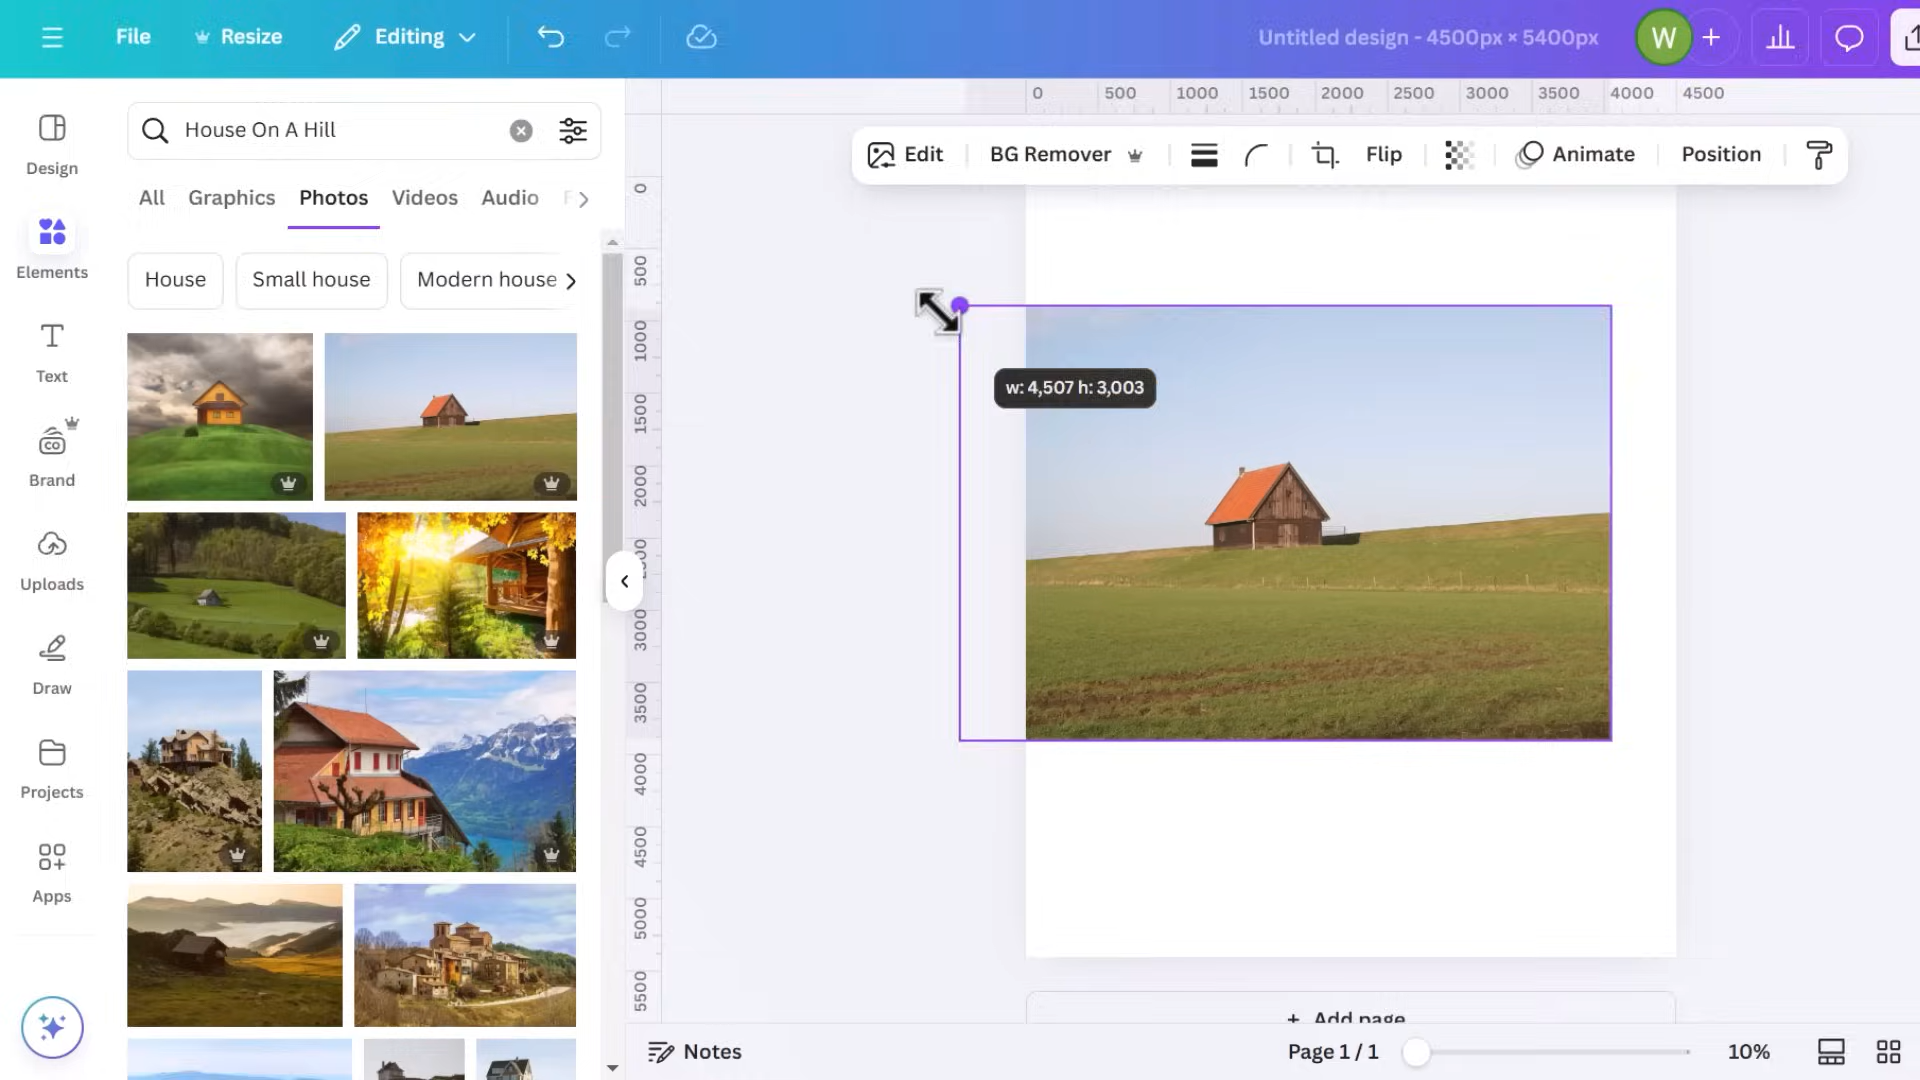 File
Resize
Editing
Untitled design - 4500px × 5400px
W
Design
Elements
Text
Brand
CO
Uploads
Draw
Projects
Apps
House On A Hill
All Graphics Photos Videos Audio
House Small house Modern house
0 500 1000 1500 2000 2500 3000 3500 4000 4500
Edit BG Remover Flip Animate Position
0
500
1000
1500
2000
3000
3500
4000
4500
5000
5500
w: 4,507 h: 3,003
+ Add page
Notes
Page 1 / 1
10%